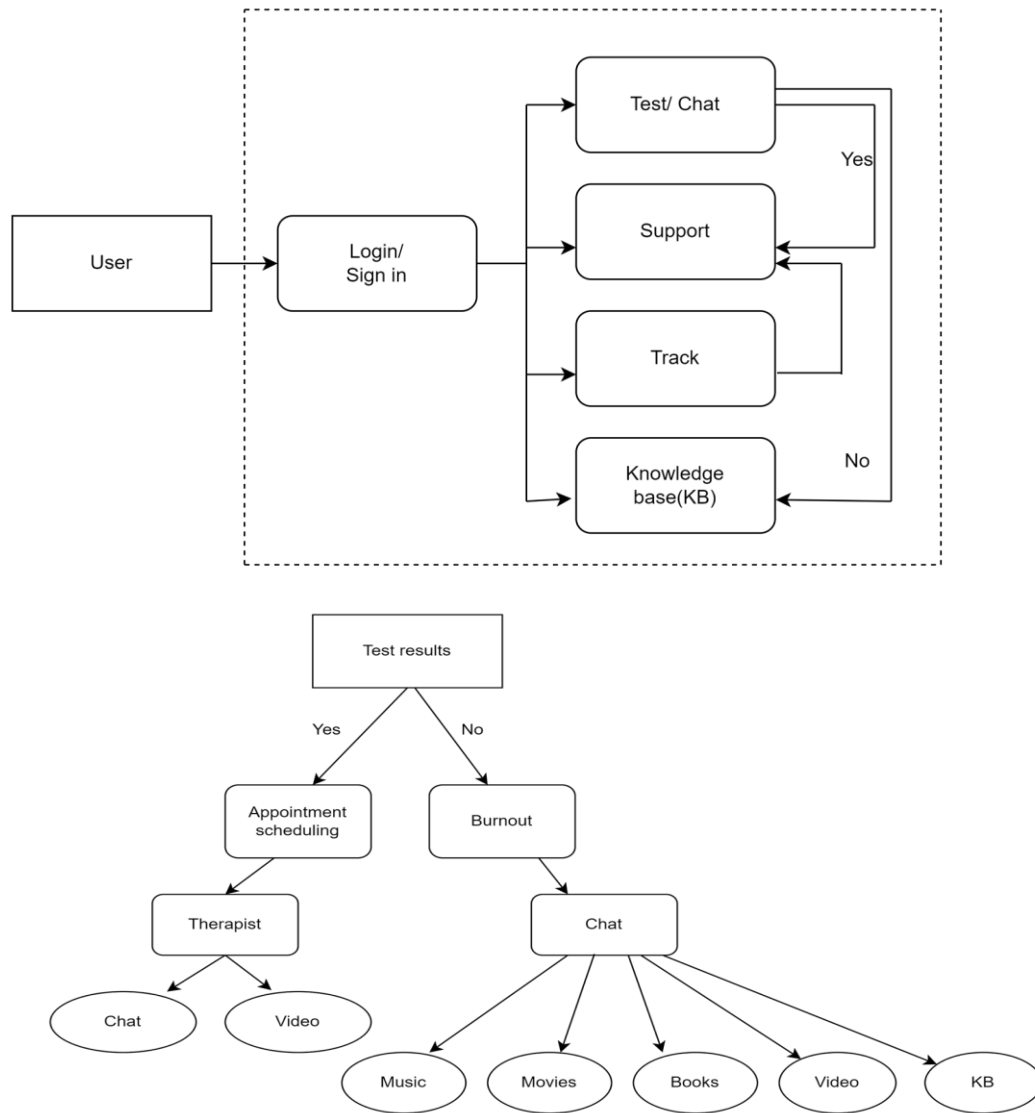 Test/ Chat
Yes
Support
User
Login/
Sign in
Track
No
Knowledge
base(KB)
Test results
Yes
No
Appointment
scheduling
Burnout
Therapist
Chat
Chat
Video
Music
Movies
Books
Video
KB